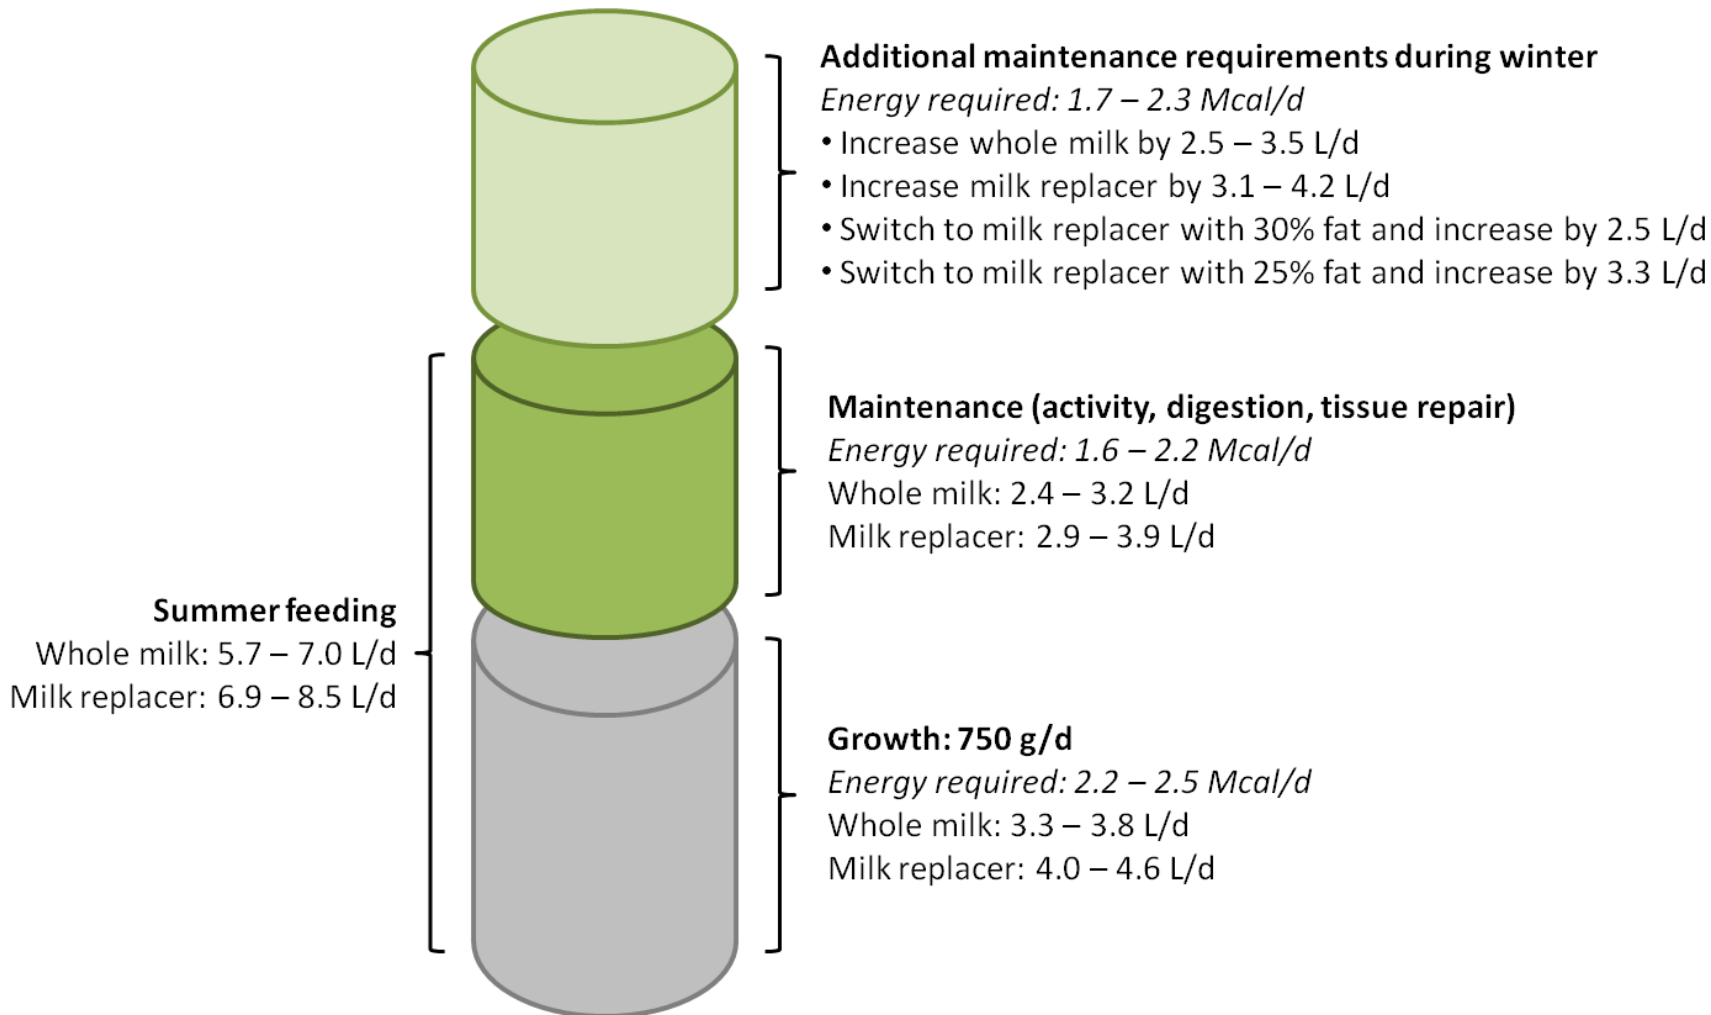 Additional maintenance requirements during winter
Energy required: 1.7 – 2.3 Mcal/d
• Increase whole milk by 2.5 – 3.5 L/d
• Increase milk replacer by 3.1 – 4.2 L/d
• Switch to milk replacer with 30% fat and increase by 2.5 L/d
• Switch to milk replacer with 25% fat and increase by 3.3 L/d
Maintenance (activity, digestion, tissue repair)
Energy required: 1.6 – 2.2 Mcal/d
Whole milk: 2.4 – 3.2 L/d
Milk replacer: 2.9 – 3.9 L/d
Summer feeding
Whole milk: 5.7 – 7.0 L/d
Milk replacer: 6.9 – 8.5 L/d
Growth: 750 g/d
Energy required: 2.2 – 2.5 Mcal/d
Whole milk: 3.3 – 3.8 L/d
Milk replacer: 4.0 – 4.6 L/d